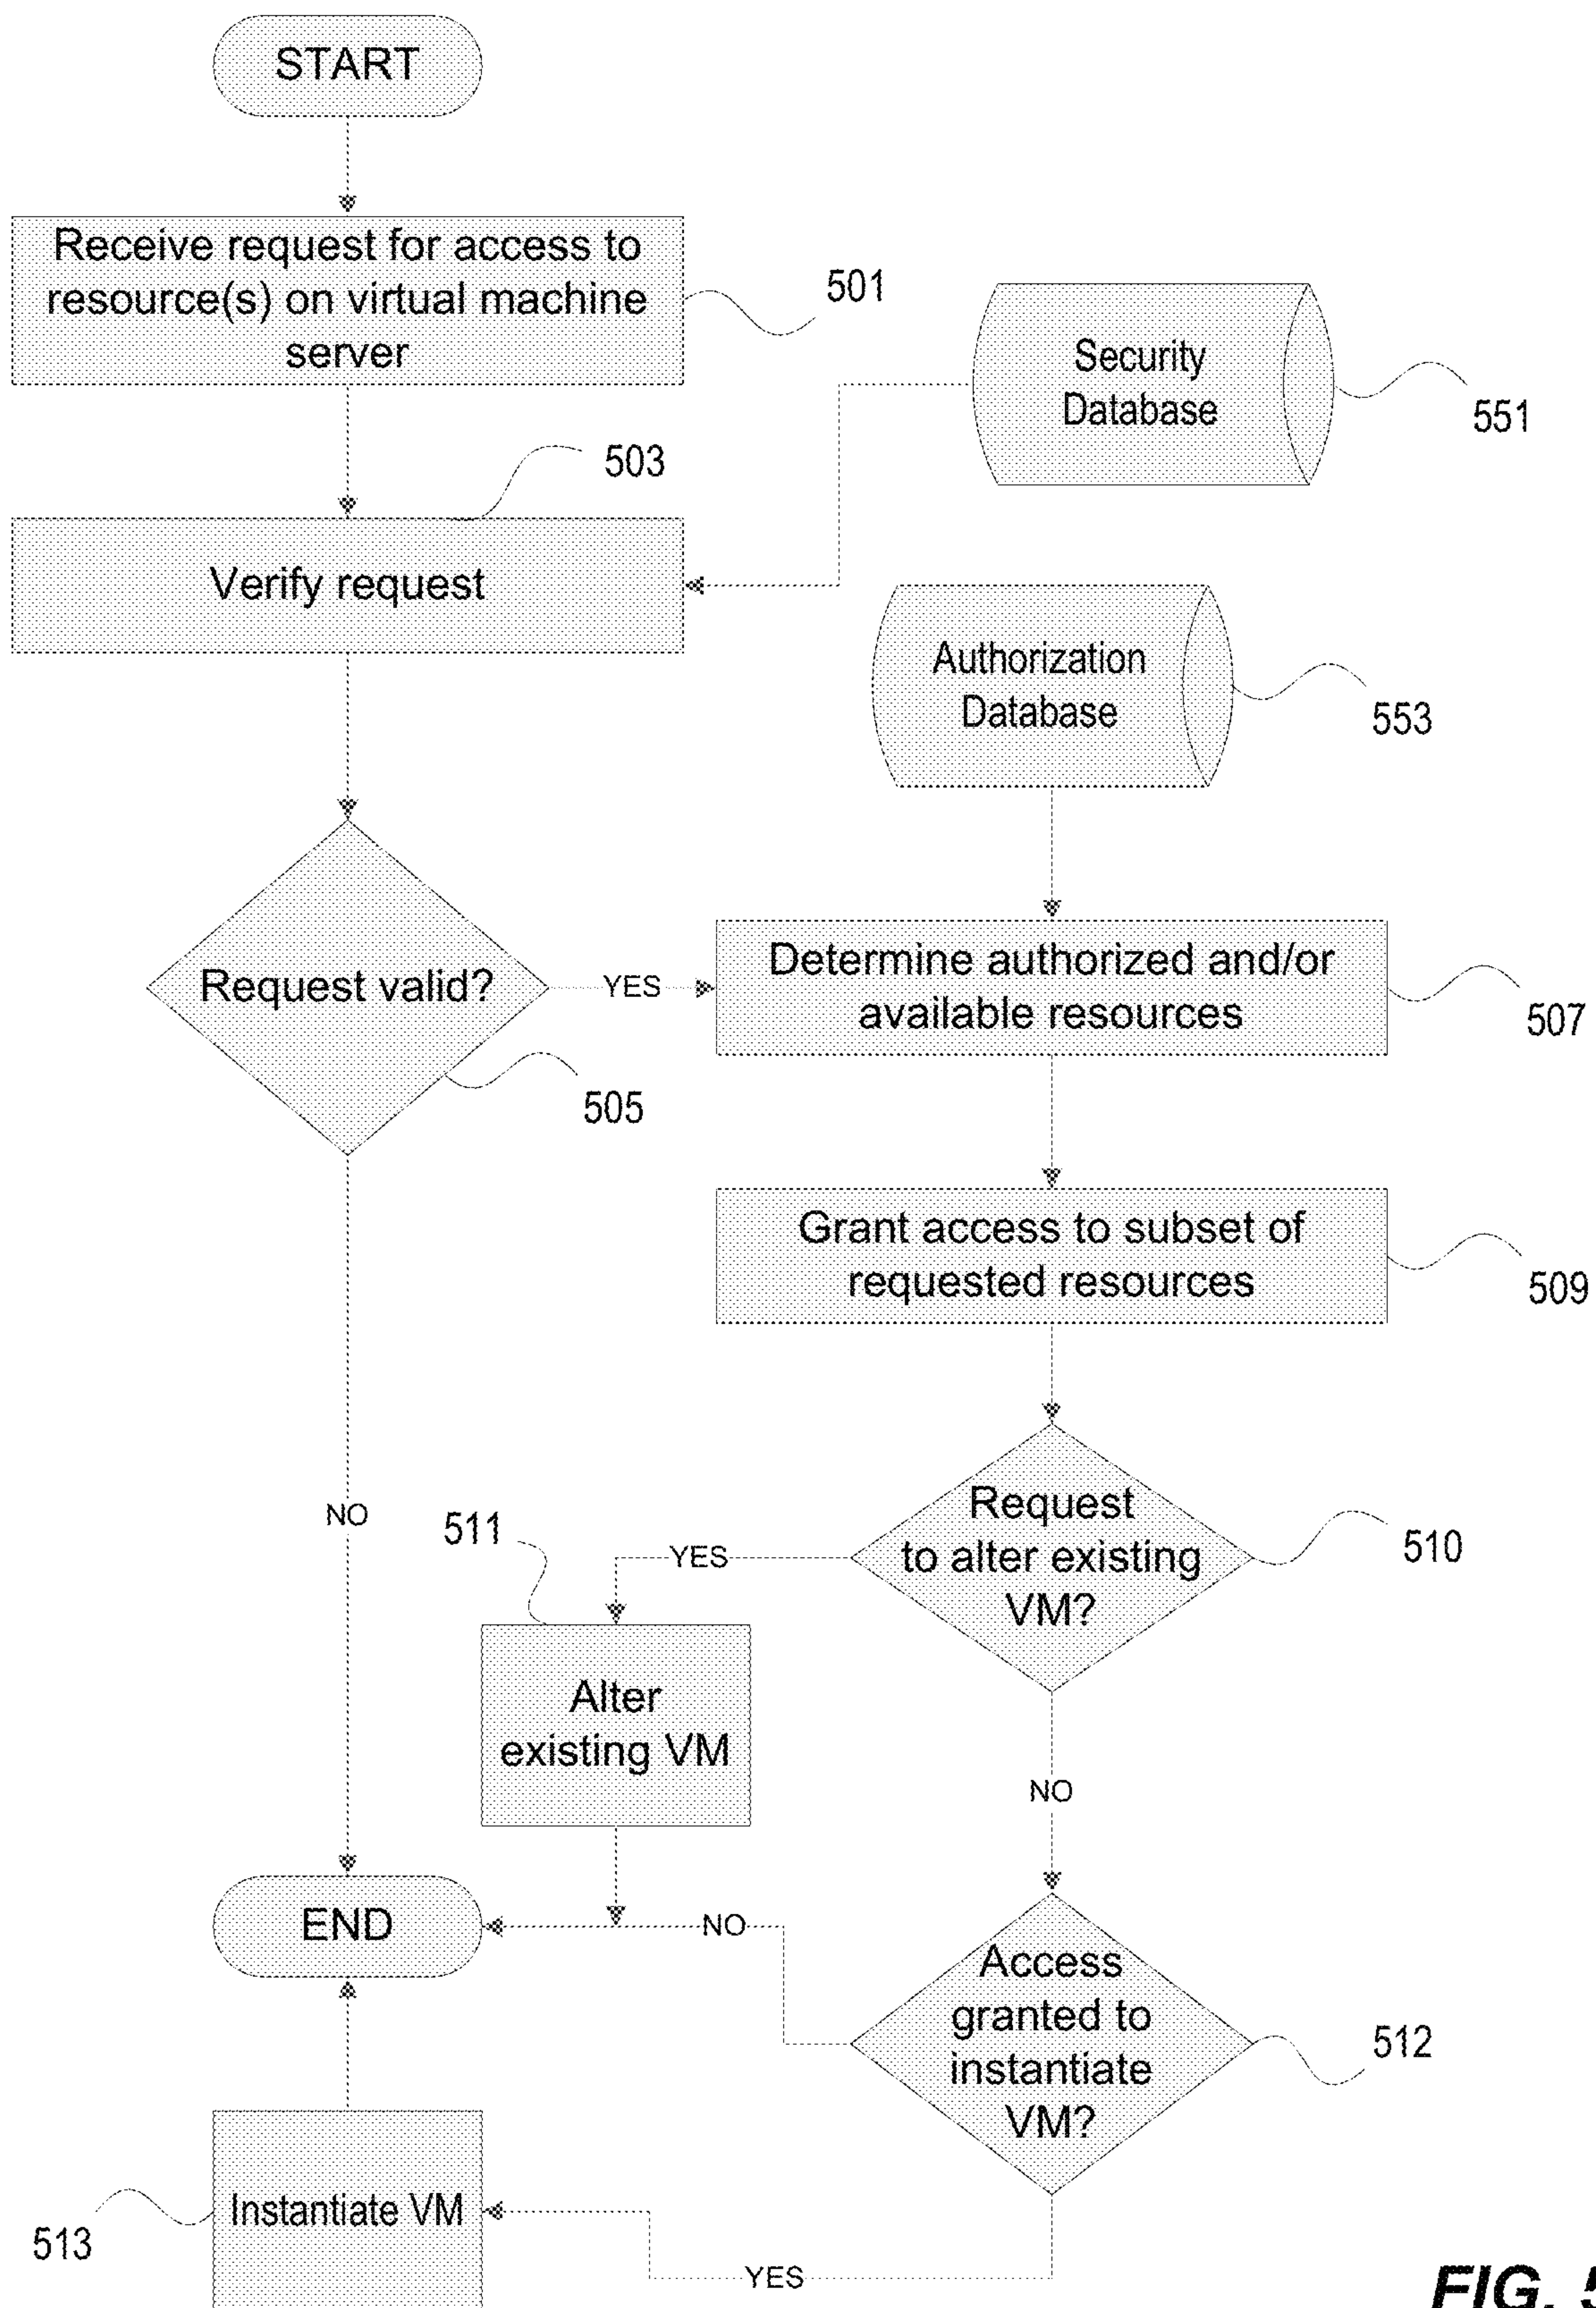 START
Receive request for access to
resource(s) on virtual machine
server
501
Security
Database
551
503
Verify request
Authorization
Database
553
Request valid?
YES
Determine authorized and/or
available resources
507
505
Grant access to subset of
requested resources
509
NO
511
YES
Request
to alter existing
VM?
510
Alter
existing VM
NO
END
NO
Access
granted to
instantiate
VM?
512
Instantiate VM
513
YES
FIG. 5